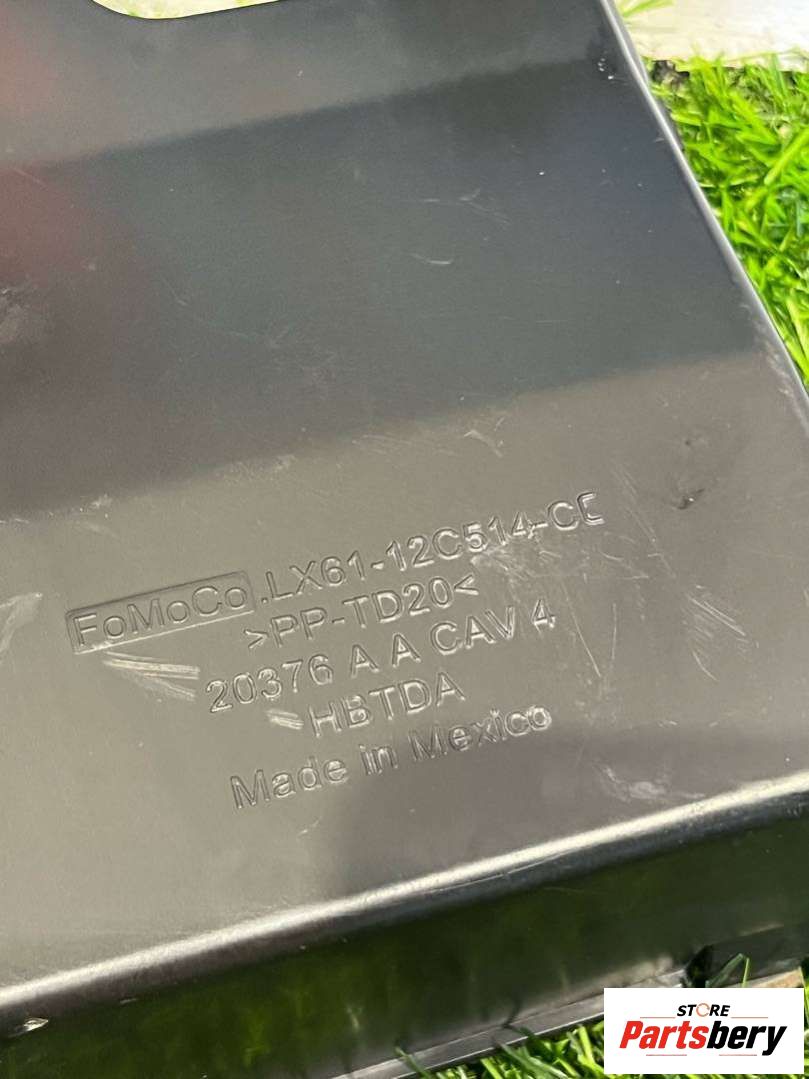 FoMoCo .LX61-12C514-CE
>PP-TD20<
20376 A A CAV 4
HBTDA
Made in Mexico
STORE
Partsbery